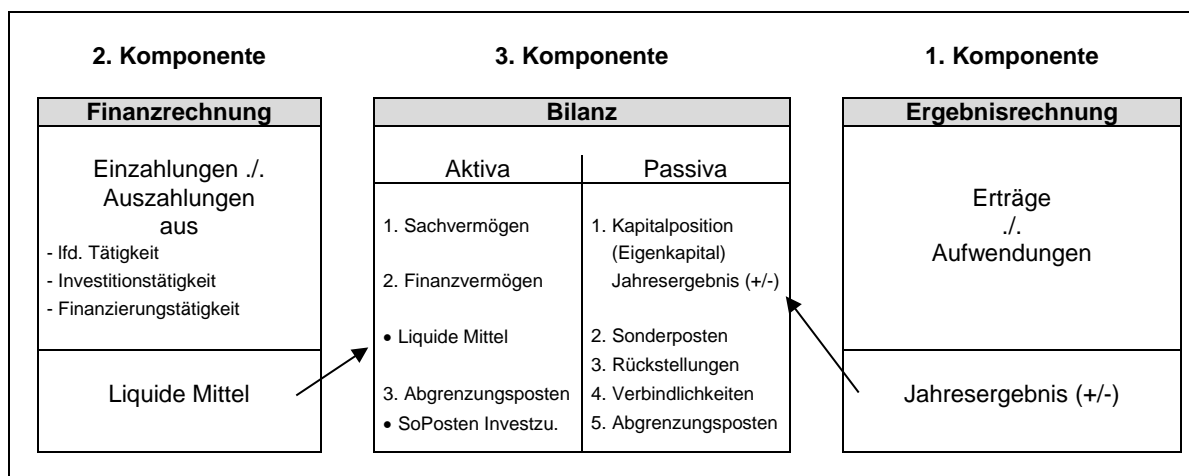 2. Komponente
3. Komponente
1. Komponente
Finanzrechnung
Einzahlungen ./.
Auszahlungen
aus
- lfd. Tätigkeit
- Investitionstätigkeit
- Finanzierungstätigkeit
Liquide Mittel
Bilanz
Aktiva
1. Sachvermögen
2. Finanzvermögen
• Liquide Mittel
3. Abgrenzungsposten
• SoPosten Investzu.
Passiva
1. Kapitalposition
(Eigenkapital)
Jahresergebnis (+/-)
2. Sonderposten
3. Rückstellungen
4. Verbindlichkeiten
5. Abgrenzungsposten
Ergebnisrechnung
Erträge
./.
Aufwendungen
Jahresergebnis (+/-)